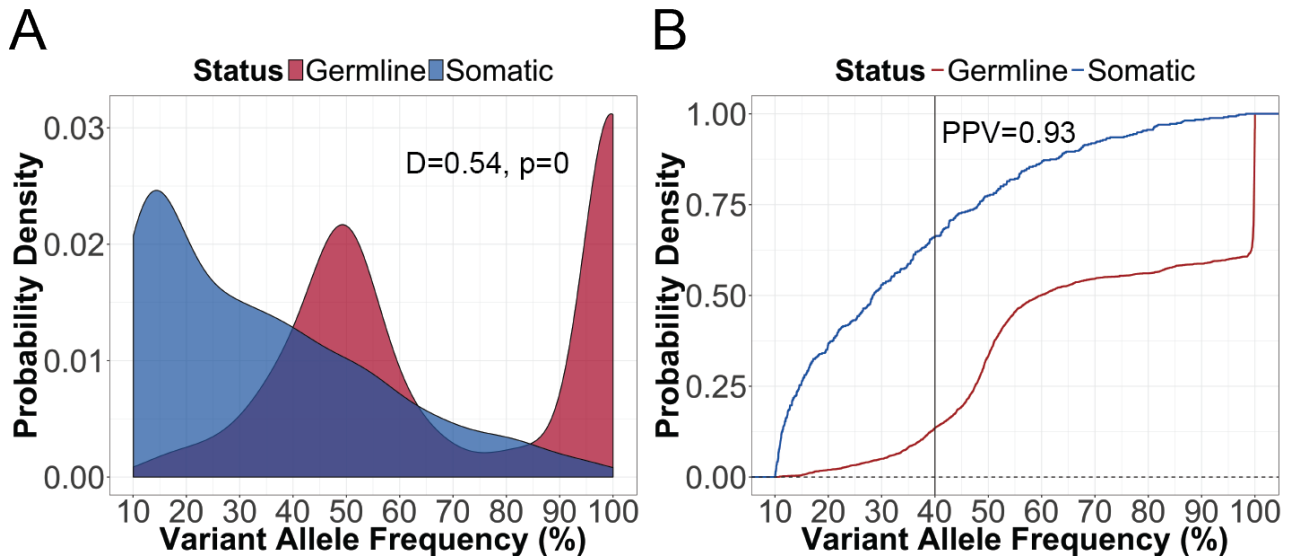 A
Status Germline Somatic
D=0.54, p=0
Probability Density
0.03
0.02
0.01
0.00
10 20 30 40 50 60 70 80 90 100
Variant Allele Frequency (%)
B
Status Germline Somatic
PPV=0.93
Probability Density
1.00
0.75
0.50
0.25
0.00
10 20 30 40 50 60 70 80 90 100
Variant Allele Frequency (%)